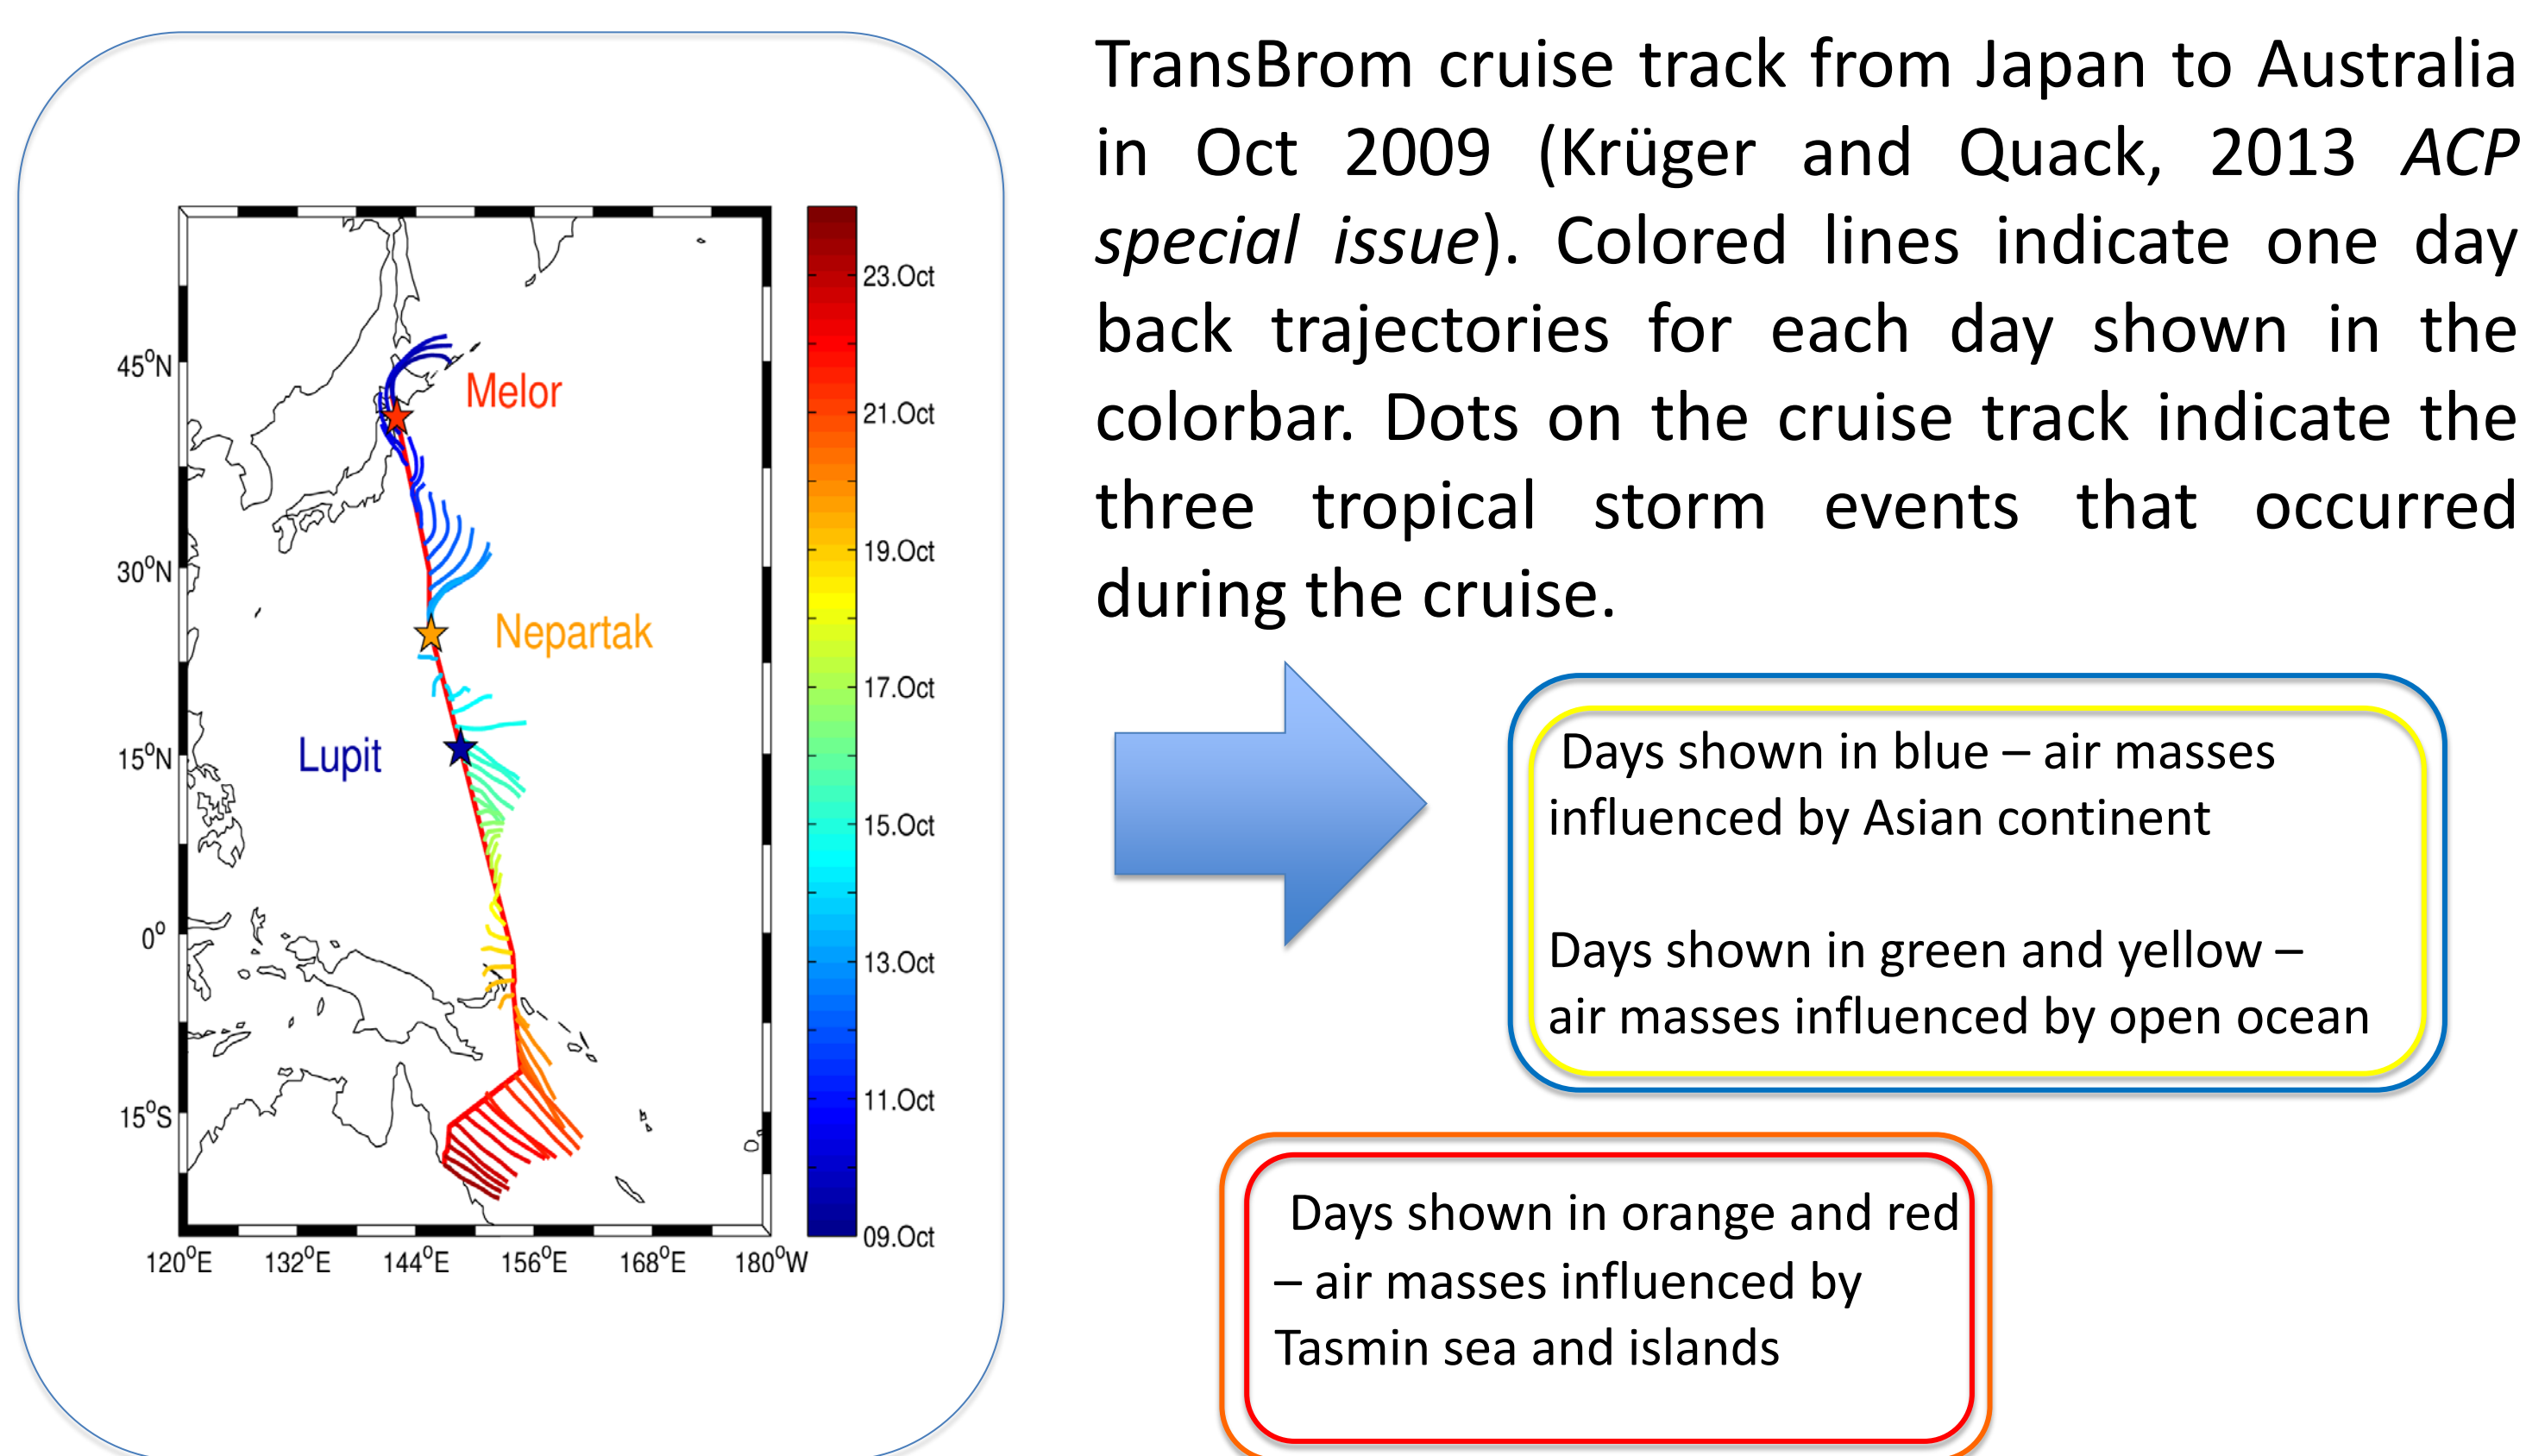 TransBrom cruise track from Japan to Australia
in Oct 2009 (Krüger and Quack, 2013 ACP
special issue). Colored lines indicate one day
back trajectories for each day shown in the
colorbar. Dots on the cruise track indicate the
three tropical storm events that occurred
during the cruise.
Melor
Nepartak
Lupit
45°N
30°N
15°N
0°
15°S
120°E 132°E 144°E 156°E 168°E 180°W
23.Oct
21.Oct
19.Oct
17.Oct
15.Oct
13.Oct
11.Oct
09.Oct
Days shown in blue – air masses
influenced by Asian continent
Days shown in green and yellow –
air masses influenced by open ocean
Days shown in orange and red
– air masses influenced by
Tasmin sea and islands